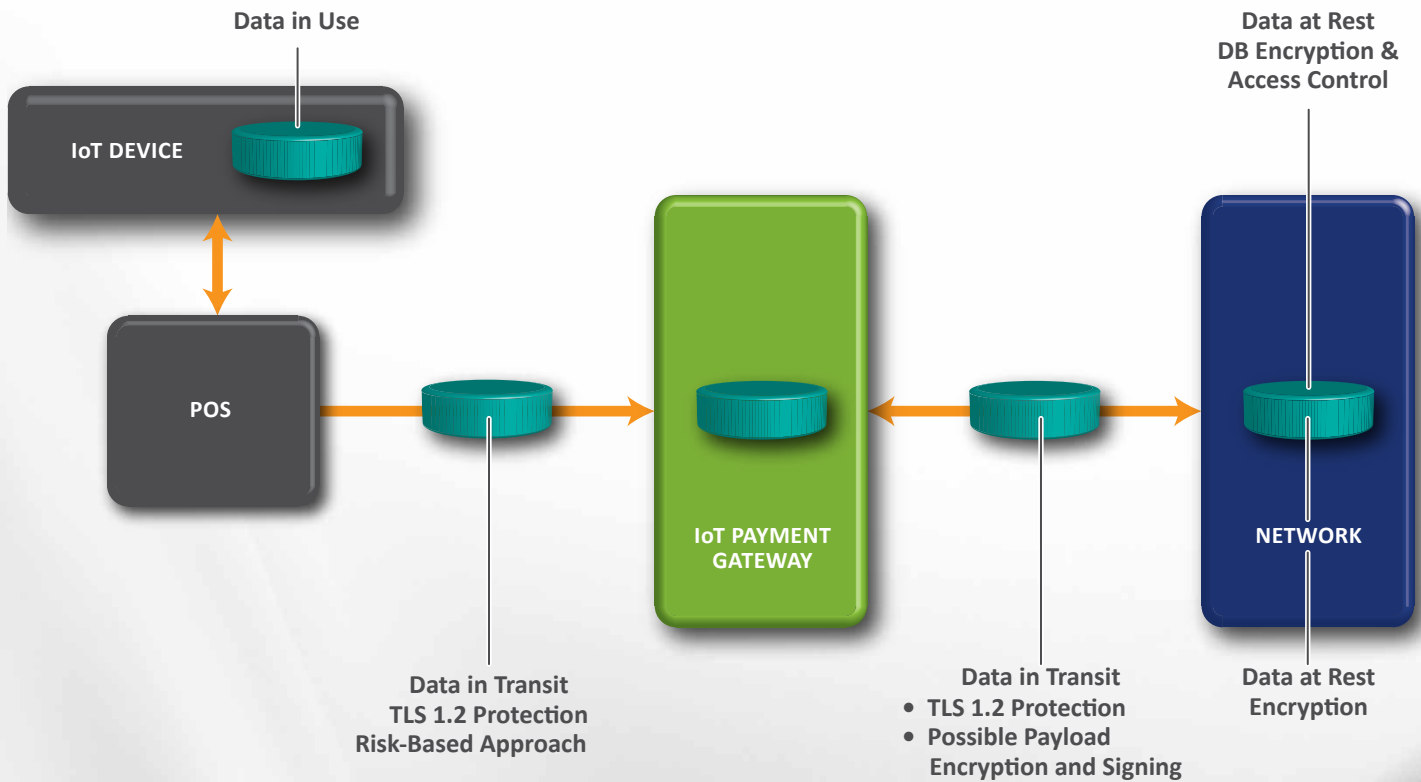 Data in Use
Data at Rest
DB Encryption &
Access Control
IoT DEVICE
POS
IoT PAYMENT
GATEWAY
NETWORK
Data in Transit
TLS 1.2 Protection
Risk-Based Approach
Data in Transit
• TLS 1.2 Protection
• Possible Payload
Encryption and Signing
Data at Rest
Encryption